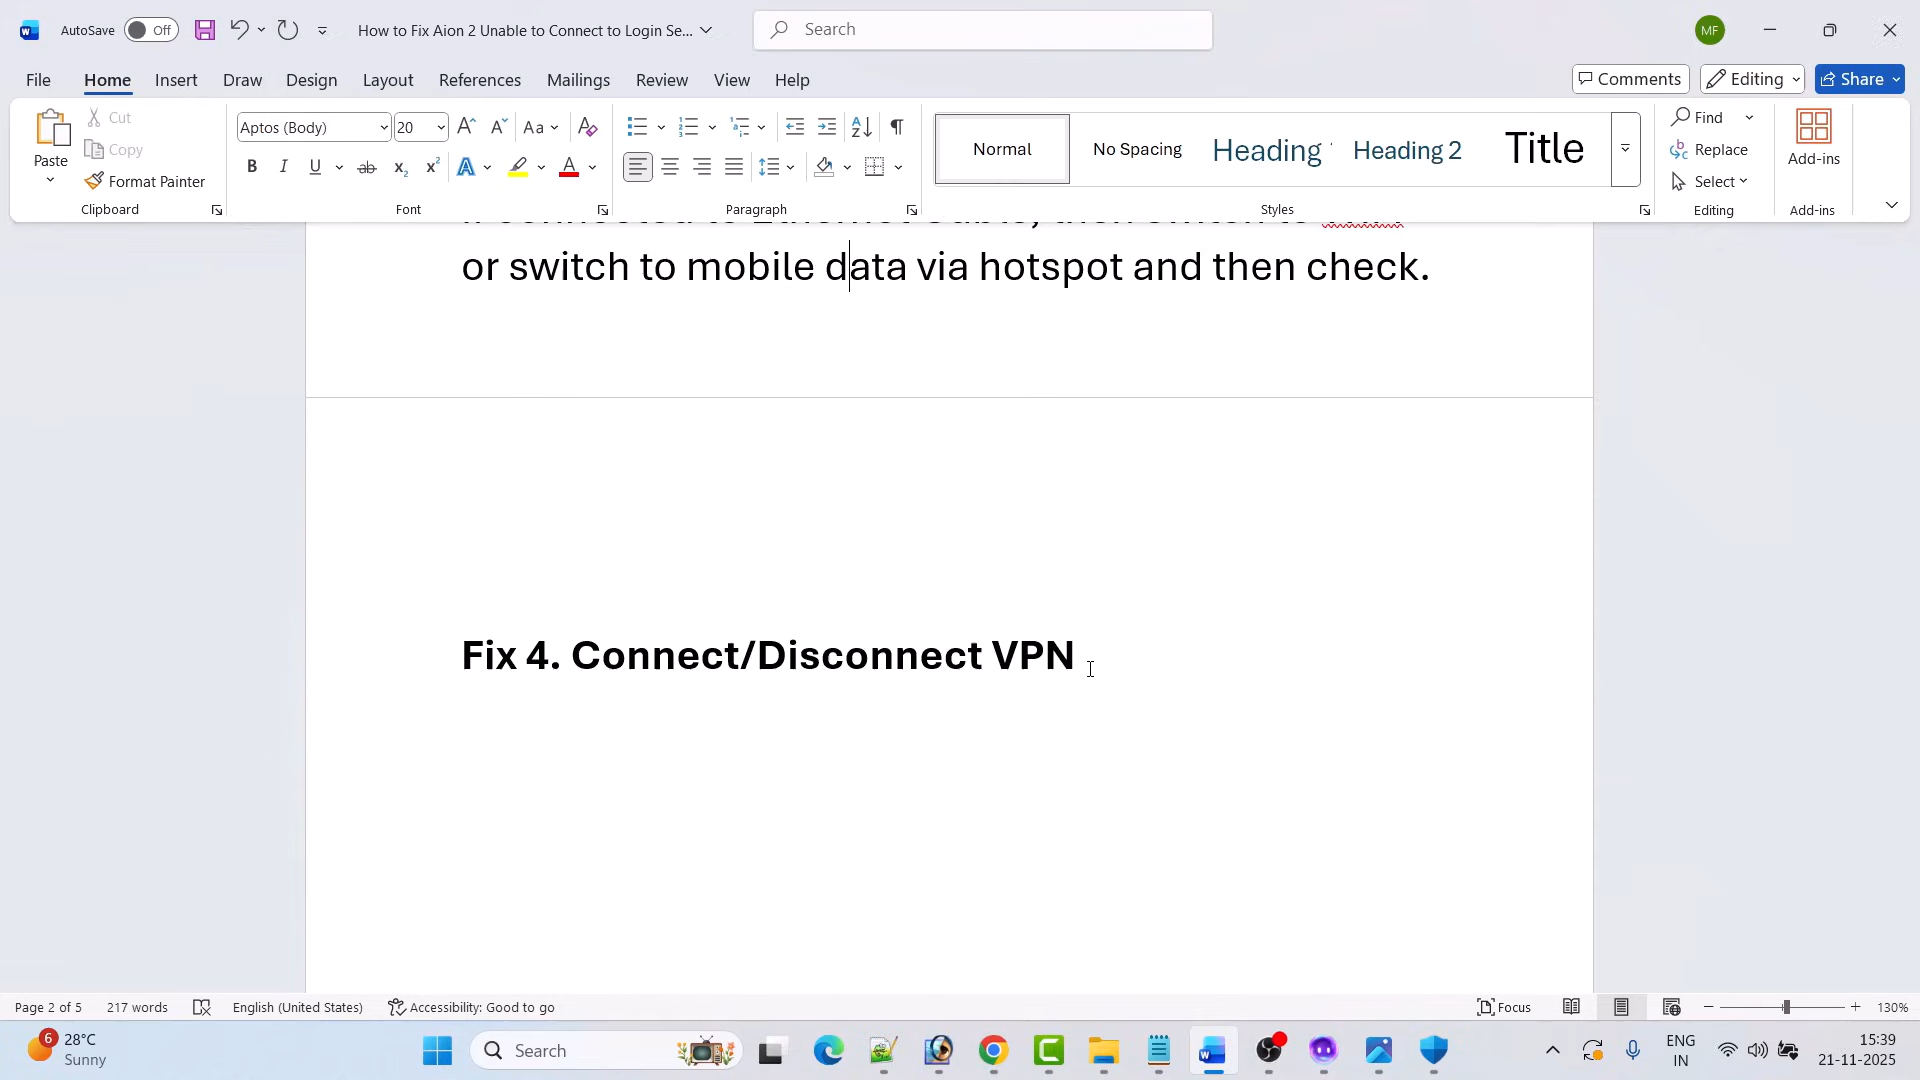 AutoSave Off How to Fix Aion 2 Unable to Connect to Login Se... Search MF
File Home Insert Draw Design Layout References Mailings Review View Help Comments Editing Share
Paste Cut Copy Format Painter Clipboard
Aptos (Body) 20 Font
Paragraph
Normal No Spacing Heading Heading 2 Title Styles
Find Replace Select Editing
Add-ins Add-ins
or switch to mobile data via hotspot and then check.
Fix 4. Connect/Disconnect VPN
Page 2 of 5 217 words English (United States) Accessibility: Good to go Focus 130%
6 28°C Sunny Search ENG IN 15:39 21-11-2025